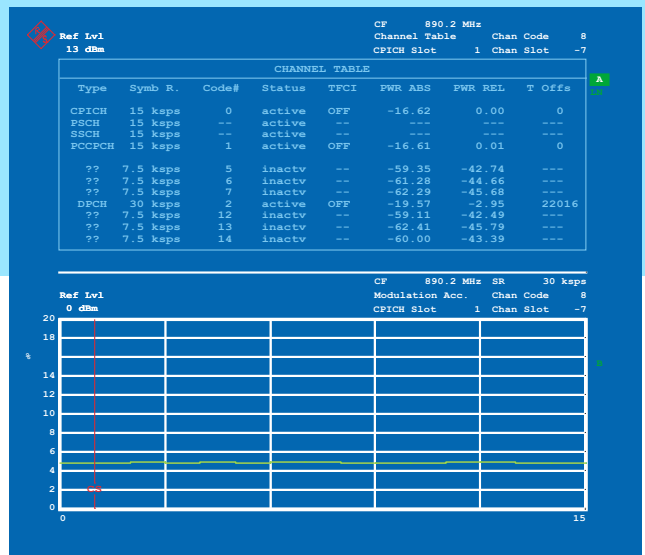 CF 890.2 MHz
Ref Lvl Channel Table Chan Code 8
13 dBm CPICH Slot 1 Chan Slot -7
CHANNEL TABLE
A
Type Symb R. Code# Status TFCI PWR ABS PWR REL T Offs
CPICH 15 ksps 0 active OFF -16.62 0.00 0
PSCH 15 ksps -- active -- --- --- ---
SSCH 15 ksps -- active -- --- --- ---
PCCPCH 15 ksps 1 active OFF -16.61 0.01 0
?? 7.5 ksps 5 inactv -- -59.35 -42.74 ---
?? 7.5 ksps 6 inactv -- -61.28 -44.66 ---
?? 7.5 ksps 7 inactv -- -62.29 -45.68 ---
DPCH 30 ksps 2 active OFF -19.57 -2.95 22016
?? 7.5 ksps 12 inactv -- -59.11 -42.49 ---
?? 7.5 ksps 13 inactv -- -62.41 -45.79 ---
?? 7.5 ksps 14 inactv -- -60.00 -43.39 ---
CF 890.2 MHz SR 30 ksps
Ref Lvl Modulation Acc. Chan Code 8
0 dBm CPICH Slot 1 Chan Slot -7
20
18
%
B
14
12
10
8
6
4
2
0
0 15